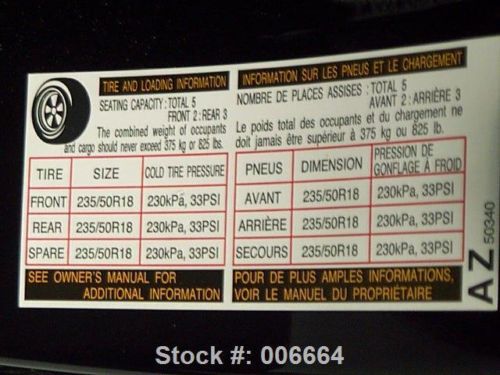 TIRE AND LOADING INFORMATION
SEATING CAPACITY : TOTAL 5
FRONT 2 : REAR 3
The combined weight of occupants
and cargo should never exceed 375 kg or 825 lbs.
TIRE SIZE COLD TIRE PRESSURE
FRONT 235/50R18 230kPa, 33PSI
REAR 235/50R18 230kPa, 33PSI
SPARE 235/50R18 230kPa, 33PSI
SEE OWNER'S MANUAL FOR
ADDITIONAL INFORMATION
INFORMATION SUR LES PNEUS ET LE CHARGEMENT
NOMBRE DE PLACES ASSISES : TOTAL 5
AVANT 2 : ARRIÈRE 3
Le poids total des occupants et du chargement ne
doit jamais être supérieur à 375 kg ou 825 lb.
PNEUS DIMENSION PRESSION DE
GONFLAGE À FROID
AVANT 235/50R18 230kPa, 33PSI
ARRIÈRE 235/50R18 230kPa, 33PSI
SECOURS 235/50R18 230kPa, 33PSI
POUR DE PLUS AMPLES INFORMATIONS,
VOIR LE MANUEL DU PROPRIÉTAIRE
AZ 50340
Stock #: 006664